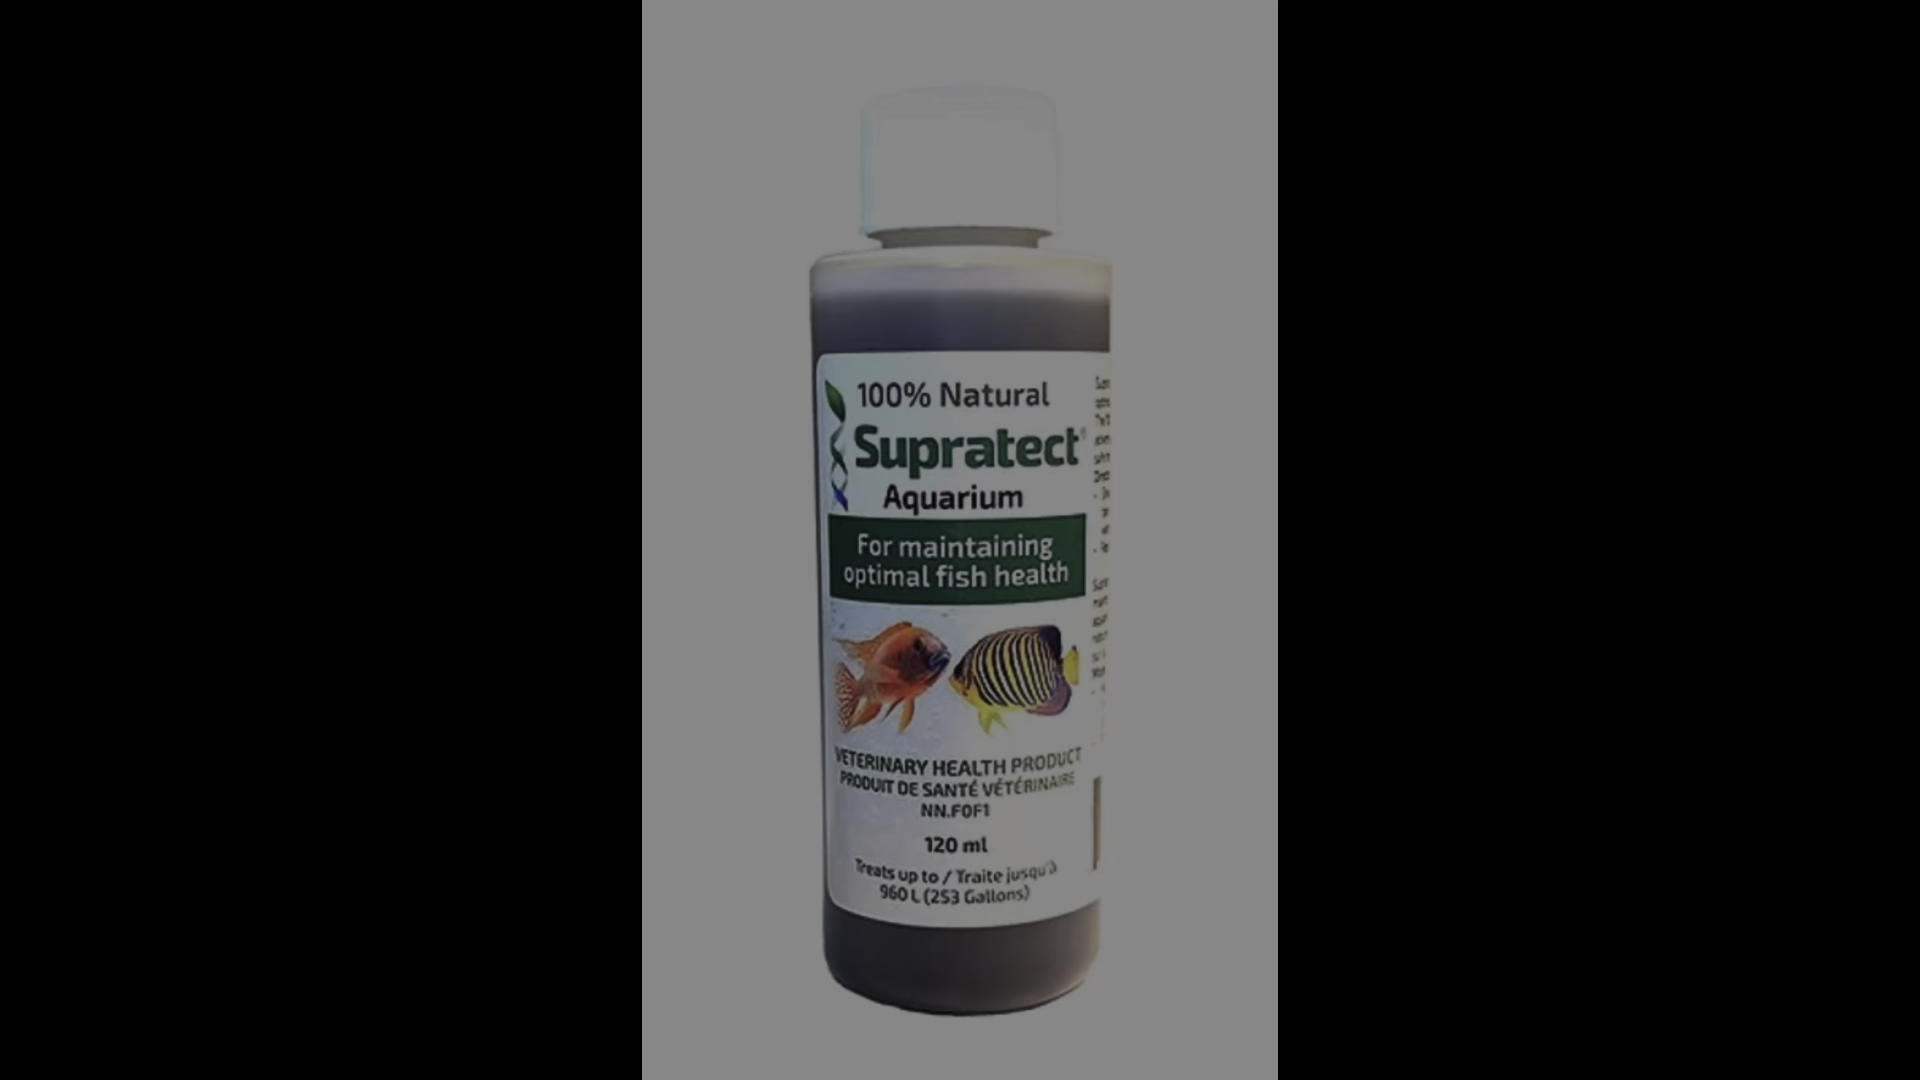 100% Natural
Supratect®
Aquarium
For maintaining
optimal fish health
VETERINARY HEALTH PRODUCT
PRODUIT DE SANTÉ VÉTÉRINAIRE
NN.F0F1
120 ml
Treats up to / Traite jusqu'à
960 L (253 Gallons)